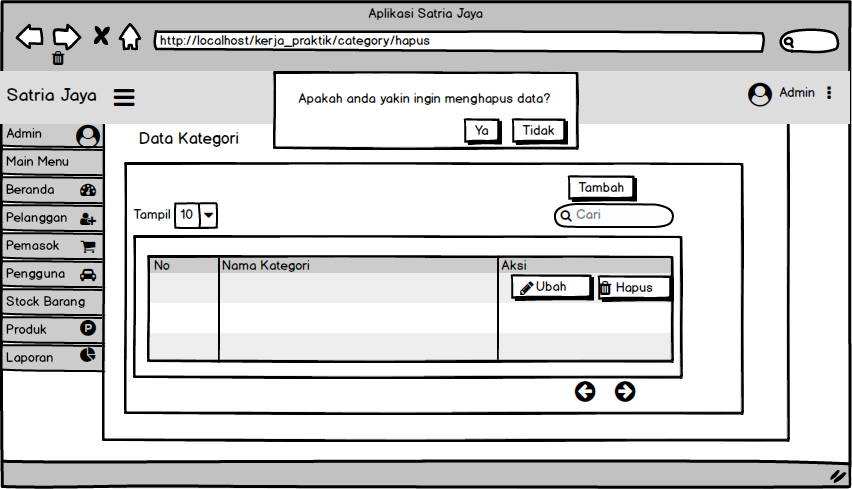 Aplikasi Satria Jaya
http://localhost/kerja_praktik/category/hapus
Satria Jaya
Apakah anda yakin ingin menghapus data?
Ya
Tidak
Admin
Admin
Main Menu
Beranda
Pelanggan
Pemasok
Pengguna
Stock Barang
Produk
P
Laporan
Data Kategori
Tambah
Tampil 10
Cari
No Nama Kategori Aksi
Ubah Hapus